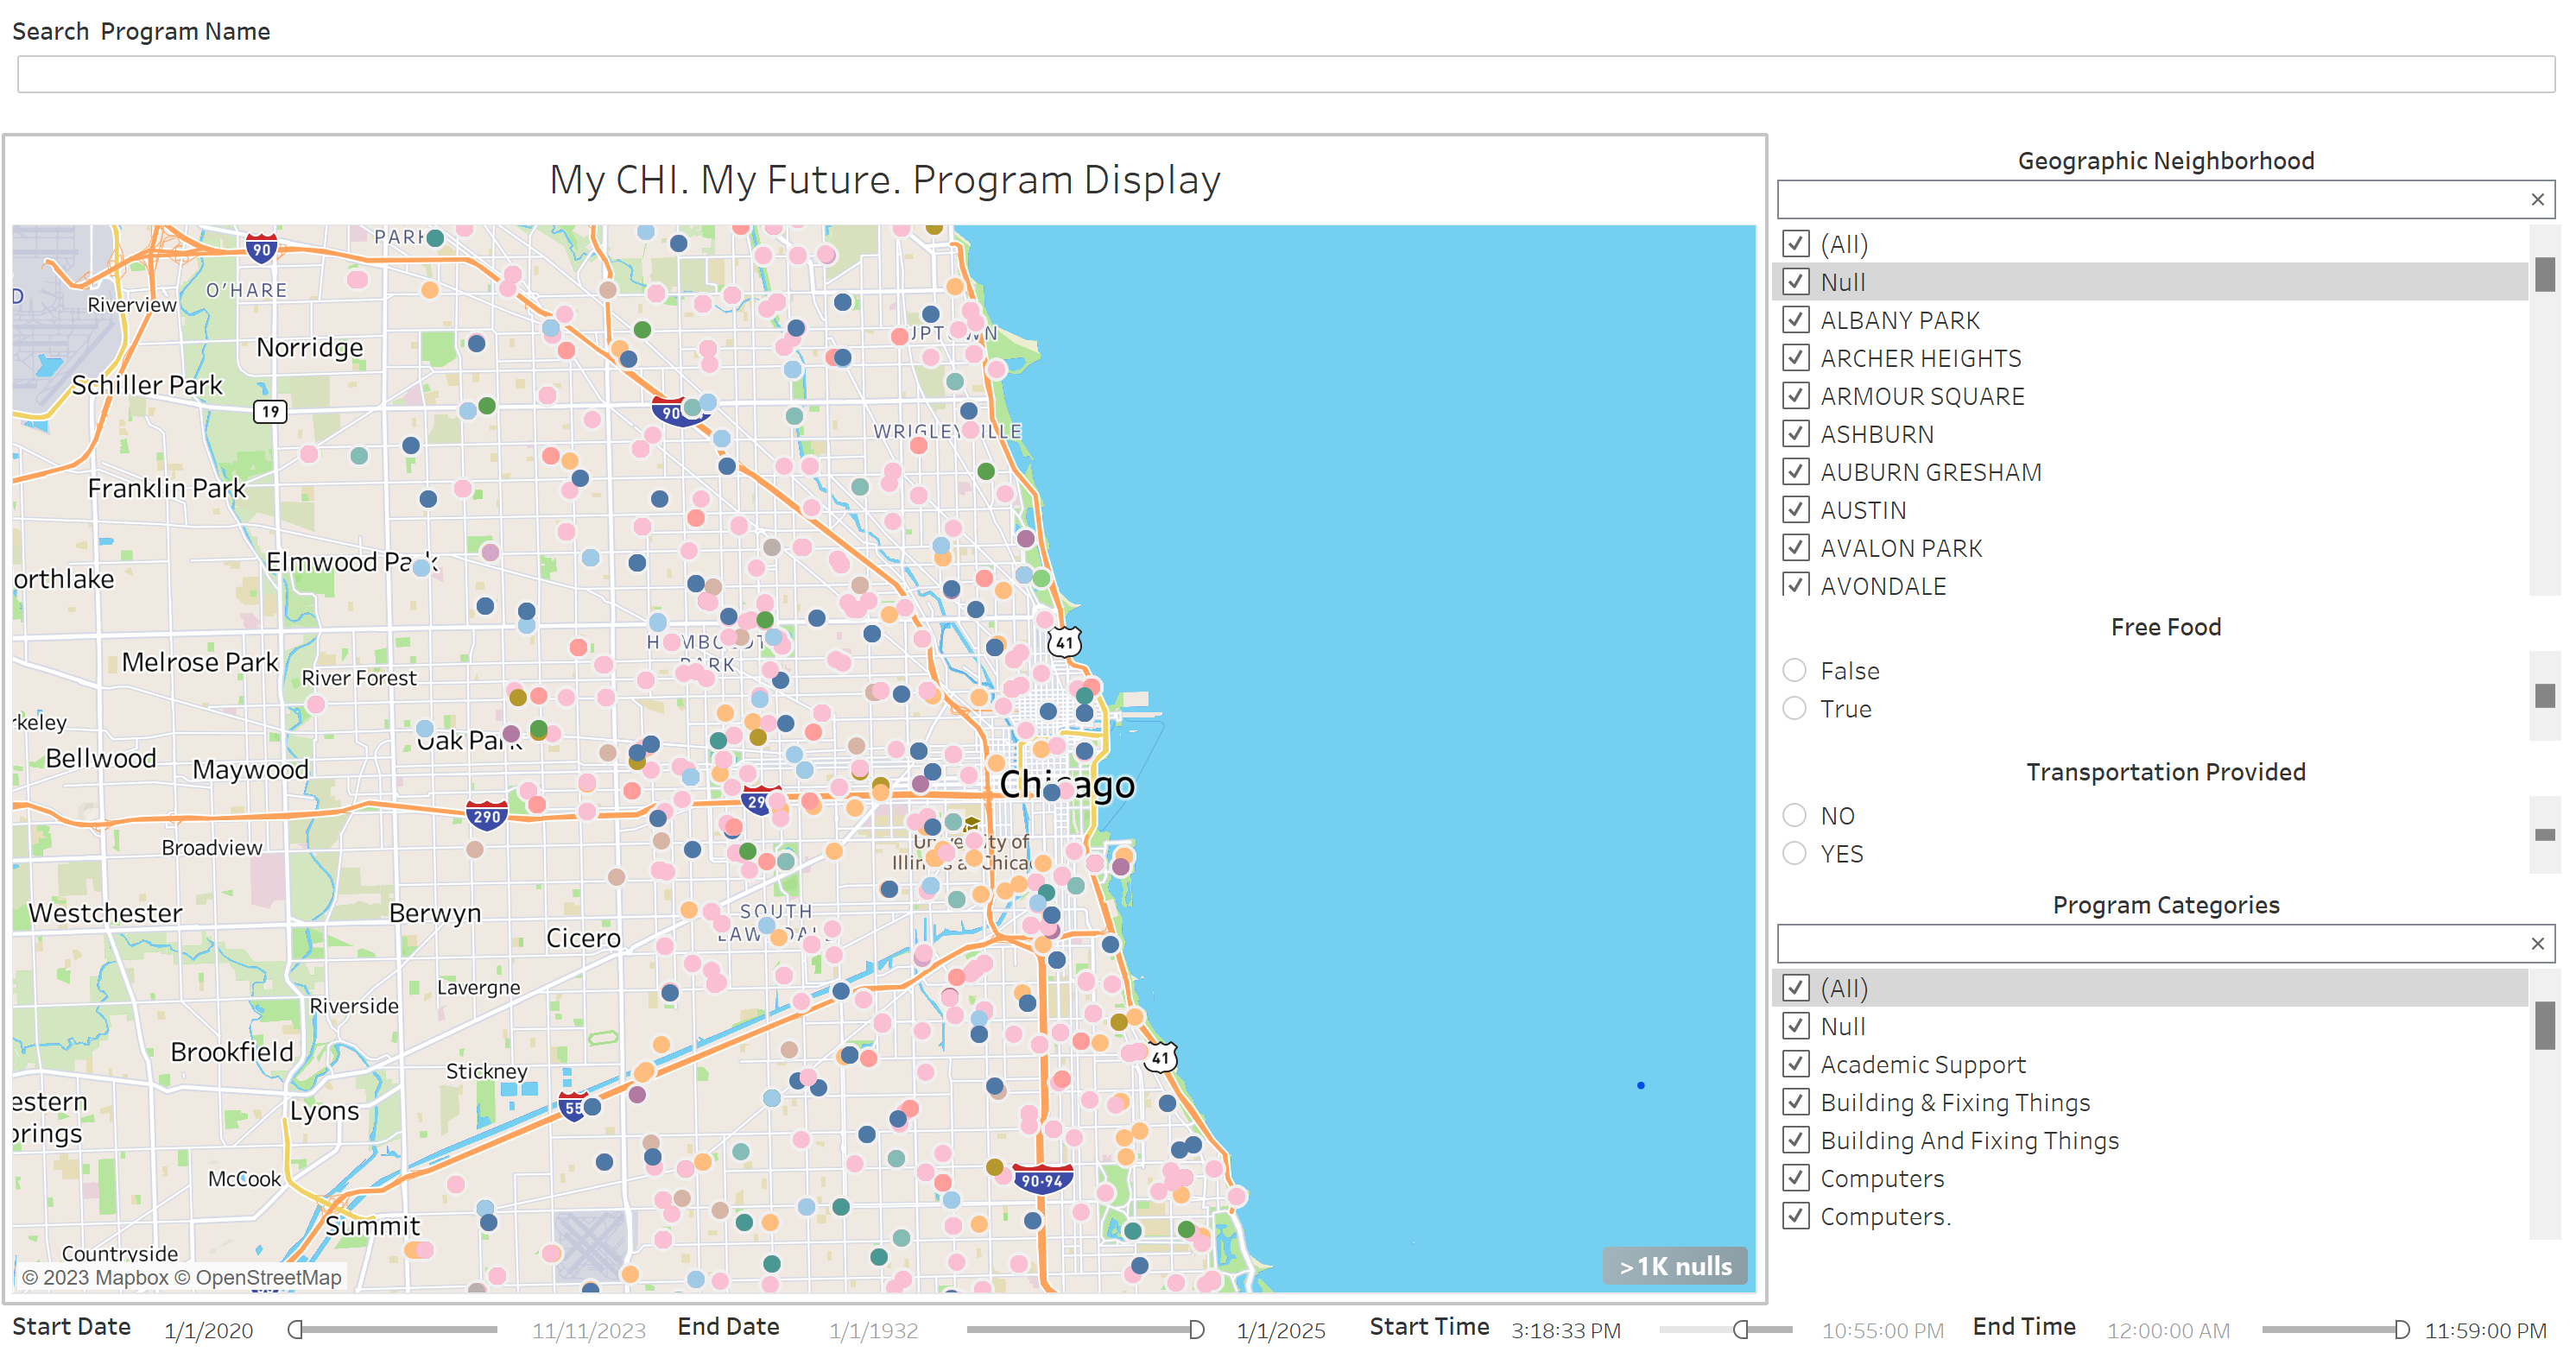 Search Program Name
My CHI. My Future. Program Display
90
PARK
O'HARE
Riverview
Norridge
Schiller Park
19
90
UPTOWN
WRIGLEYVILLE
Franklin Park
Elmwood Park
orthlake
41
HUMBOLDT
PARK
Melrose Park
River Forest
rkeley
Bellwood
Oak Park
Maywood
Chicago
290
290
Broadview
University of
Illinois at Chicago
Westchester
Berwyn
Cicero
SOUTH
LAWNDALE
Lavergne
Riverside
Brookfield
Stickney
41
estern
prings
Lyons
55
McCook
90-94
Summit
Countryside
© 2023 Mapbox © OpenStreetMap
>1K nulls
Geographic Neighborhood
(All)
Null
ALBANY PARK
ARCHER HEIGHTS
ARMOUR SQUARE
ASHBURN
AUBURN GRESHAM
AUSTIN
AVALON PARK
AVONDALE
Free Food
False
True
Transportation Provided
NO
YES
Program Categories
(All)
Null
Academic Support
Building & Fixing Things
Building And Fixing Things
Computers
Computers.
Start Date 1/1/2020 11/11/2023 End Date 1/1/1932 1/1/2025 Start Time 3:18:33 PM 10:55:00 PM End Time 12:00:00 AM 11:59:00 PM